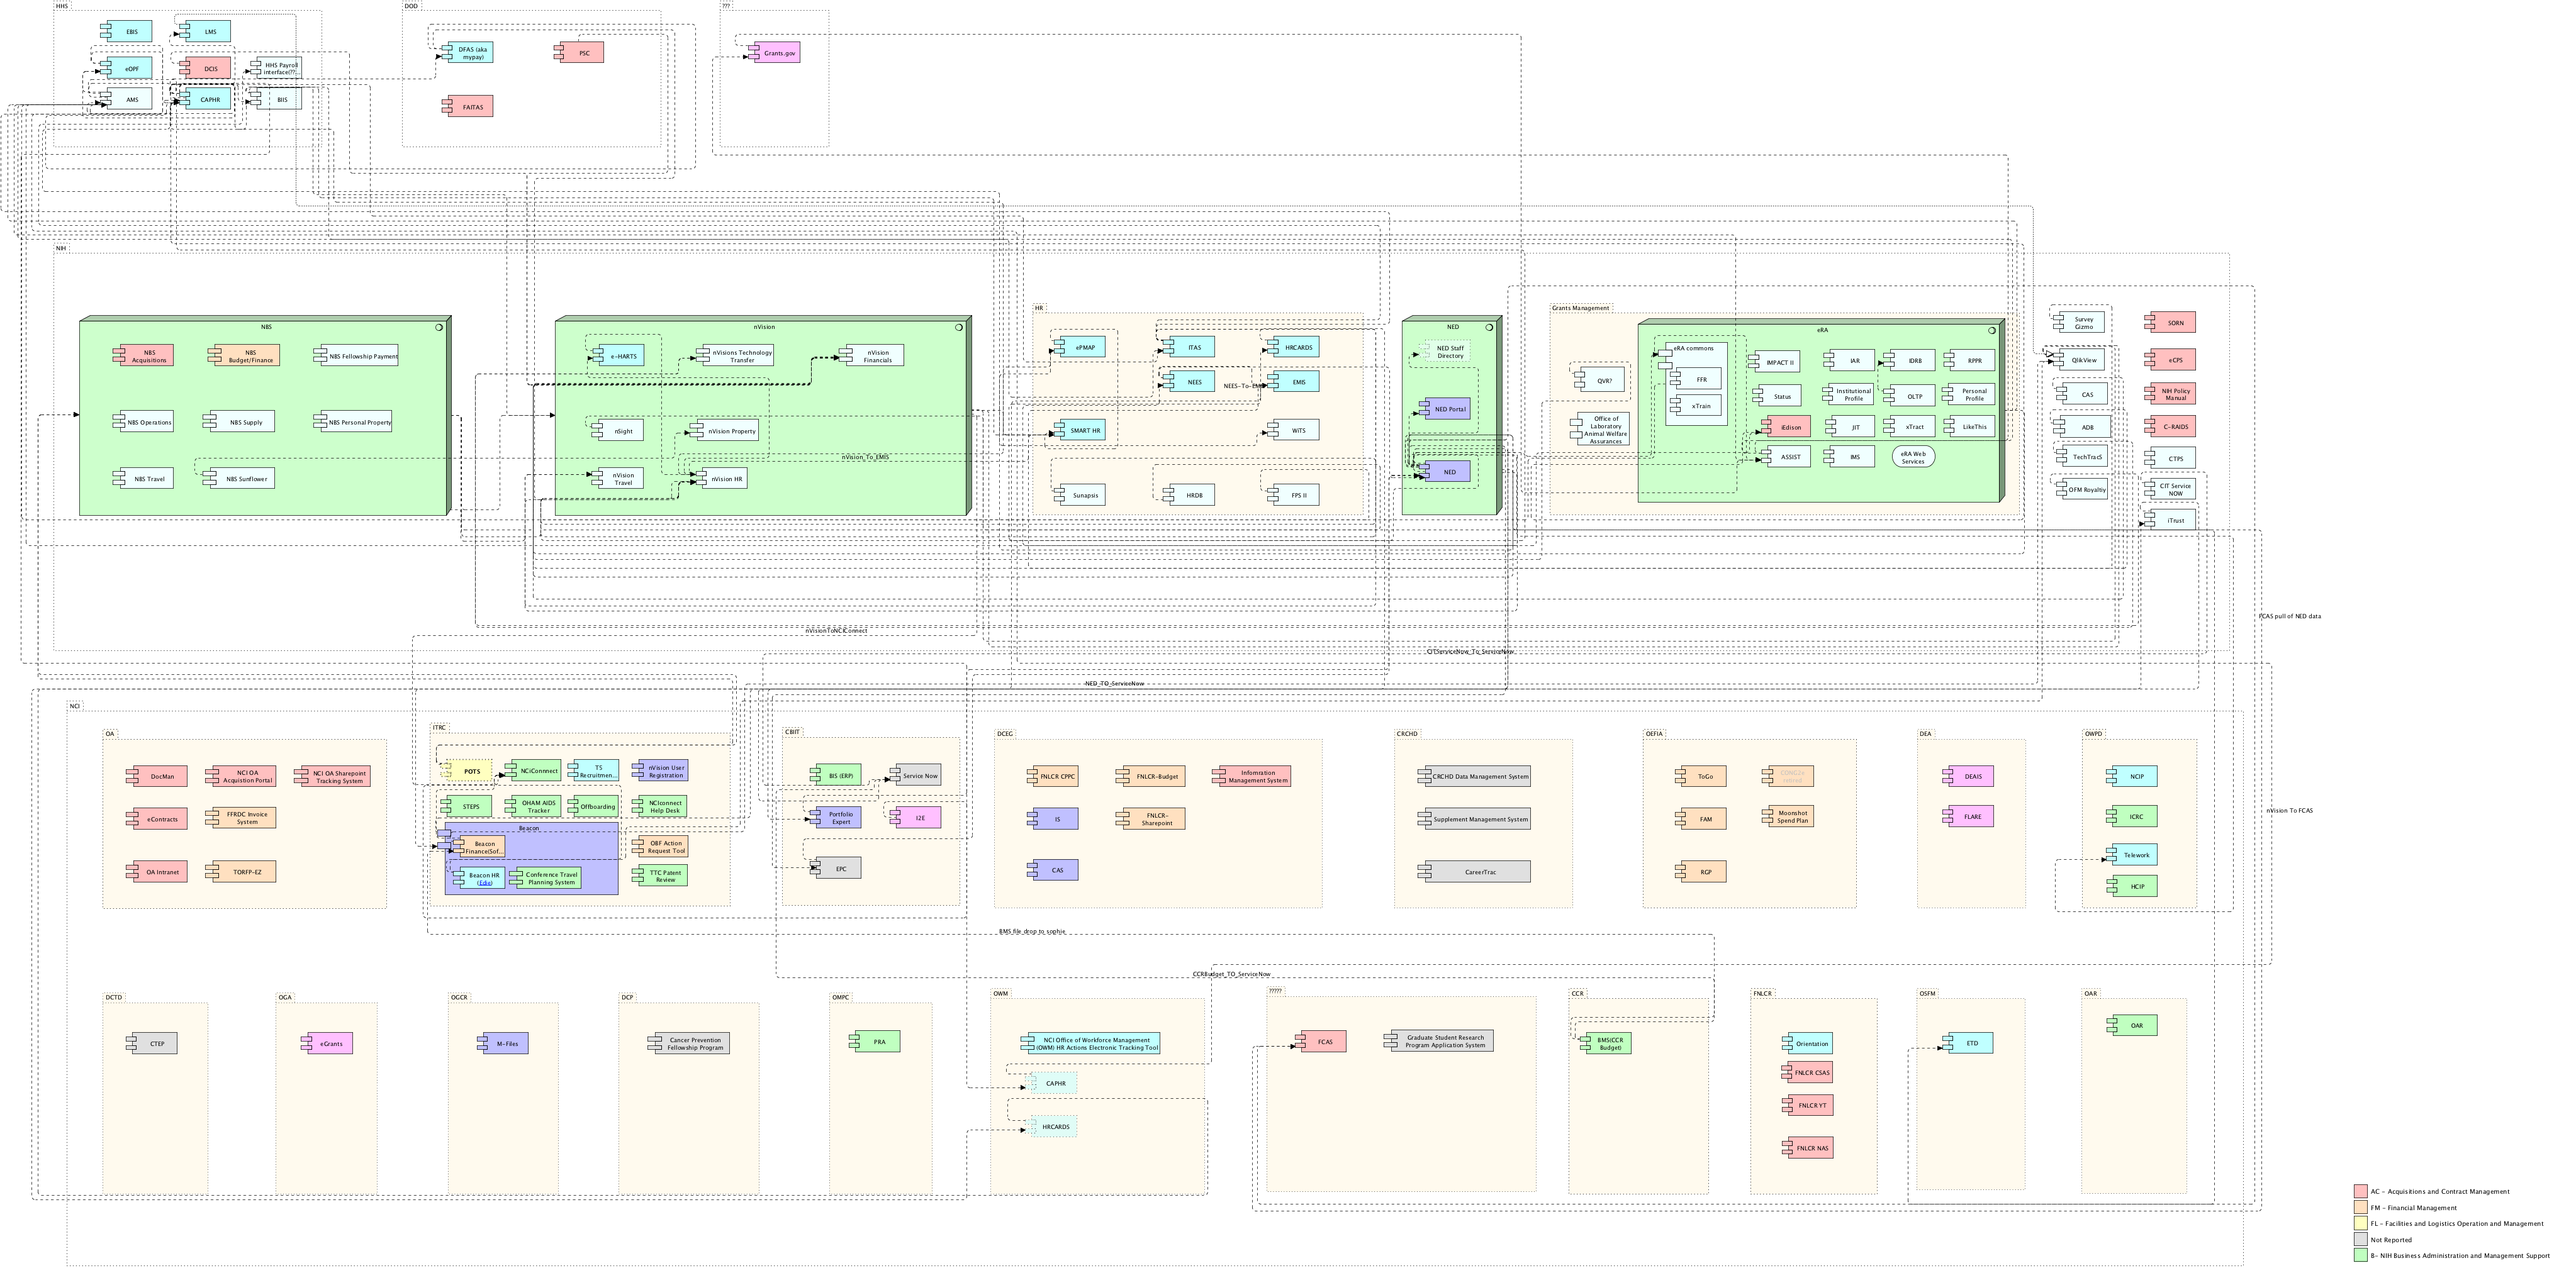 HHS
EBIS
LMS
eOPF
DCIS
HHS Payroll
interface(??...
AMS
CAPHR
BIIS
DOD
DFAS (aka
mypay)
PSC
FAITAS
???
Grants.gov
NIH
NBS
NBS
Acquisitions
NBS
Budget/Finance
NBS Fellowship Payment
NBS Operations
NBS Supply
NBS Personal Property
NBS Travel
NBS Sunflower
nVision
e-HARTS
nVisions Technology
Transfer
nVision
Financials
nSight
nVision Property
nVision_To_EMIS
nVision
Travel
nVision HR
HR
ePMAP
ITAS
HRCARDS
NEES
NEES-To-EMIS
EMIS
SMART HR
WiTS
Sunapsis
HRDB
FPS II
NED
NED Staff
Directory
NED Portal
NED
Grants Management
QVR?
Office of
Laboratory
Animal Welfare
Assurances
eRA
eRA commons
FFR
xTrain
IMPACT II
IAR
IDRB
RPPR
Status
Institutional
Profile
OLTP
Personal
Profile
iEdison
JIT
xTract
LikeThis
ASSIST
IMS
eRA Web
Services
Survey
Gizmo
SORN
QlikView
eCPS
CAS
NIH Policy
Manual
ADB
C-RAIDS
TechTracS
CTPS
OFM Royaltiy
CIT Service
NOW
iTrust
FCAS pull of NED data
nVisionToNCIConnect
CITServiceNow_To_ServiceNow
NED_TO_ServiceNow
NCI
OA
DocMan
NCI OA
Acquistion Portal
NCI OA Sharepoint
Tracking System
eContracts
FFRDC Invoice
System
OA Intranet
TORFP-EZ
ITRC
POTS
NCIConnnect
TS
Recruitmen...
nVision User
Registration
STEPS
OHAM AIDS
Tracker
Offboarding
NCIconnect
Help Desk
Beacon
Beacon
Finance(Sof...
OBF Action
Request Tool
Beacon HR
(Edie)
Conference Travel
Planning System
TTC Patent
Review
CBIIT
BIS (ERP)
Service Now
Portfolio
Expert
I2E
EPC
DCEG
FNLCR CPPC
FNLCR-Budget
Information
Management System
IS
FNLCR-
Sharepoint
CAS
CRCHD
CRCHD Data Management System
Supplement Management System
CareerTrac
OEFIA
ToGo
FAM
Moonshot
Spend Plan
RGP
DEA
DEAIS
FLARE
OWPD
NCIP
ICRC
Telework
HCIP
nVision To FCAS
BMS file drop to sophie
CCRBudget_TO_ServiceNow
DCTD
CTEP
OGA
eGrants
OGCR
M-Files
DCP
Cancer Prevention
Fellowship Program
OMPC
PRA
OWM
NCI Office of Workforce Management
(OWM) HR Actions Electronic Tracking Tool
CAPHR
HRCARDS
?????
FCAS
Graduate Student Research
Program Application System
CCR
BMS(CCR
Budget)
FNLCR
Orientation
FNLCR CSAS
FNLCR YT
FNLCR NAS
OSFM
ETD
OAR
OAR
AC - Acquisitions and Contract Management
FM - Financial Management
FL - Facilities and Logistics Operation and Management
Not Reported
B- NIH Business Administration and Management Support